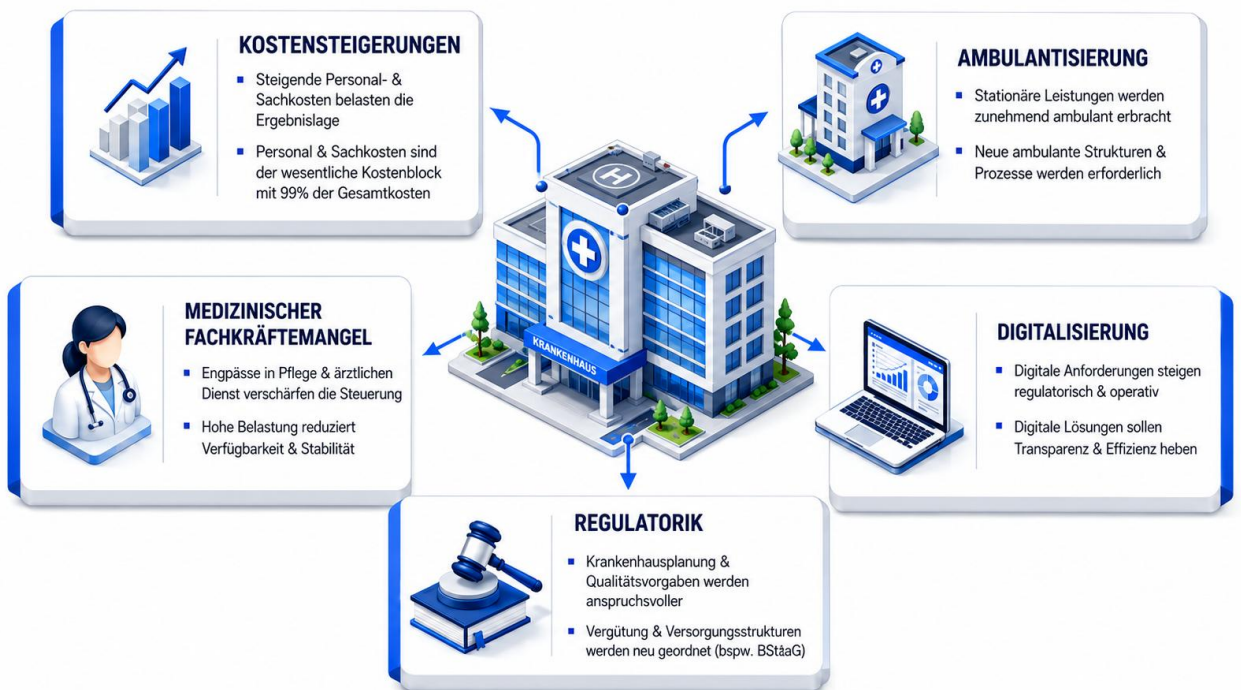 KOSTENSTEIGERUNGEN
▪ Steigende Personal- &
Sachkosten belasten die
Ergebnislage
▪ Personal & Sachkosten sind
der wesentliche Kostenblock
mit 99% der Gesamtkosten
AMBULANTISIERUNG
▪ Stationäre Leistungen werden
zunehmend ambulant erbracht
▪ Neue ambulante Strukturen &
Prozesse werden erforderlich
H
KRANKENHAUS
MEDIZINISCHER
FACHKRÄFTEMANGEL
▪ Engpässe in Pflege & ärztlichen
Dienst verschärfen die Steuerung
▪ Hohe Belastung reduziert
Verfügbarkeit & Stabilität
DIGITALISIERUNG
▪ Digitale Anforderungen steigen
regulatorisch & operativ
▪ Digitale Lösungen sollen
Transparenz & Effizienz heben
REGULATORIK
▪ Krankenhausplanung &
Qualitätsvorgaben werden
anspruchsvoller
▪ Vergütung & Versorgungsstrukturen
werden neu geordnet (bspw. BStåaG)